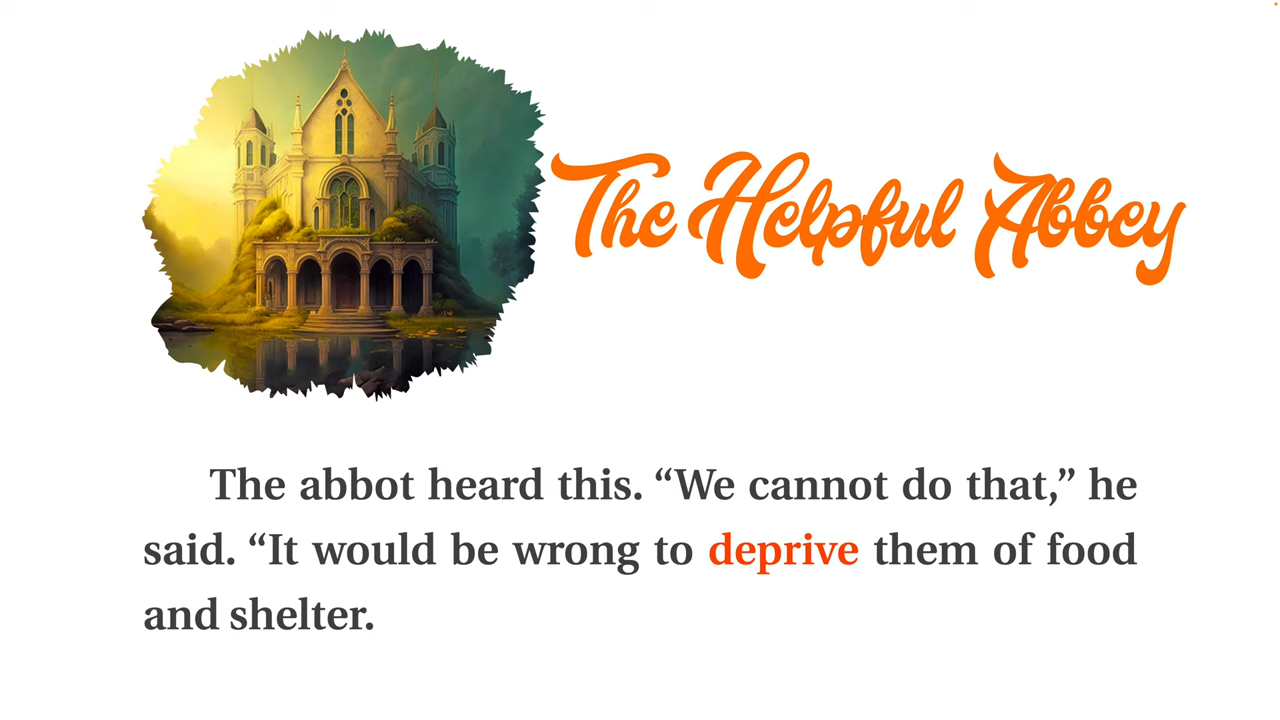 The Helpful Abbey
The abbot heard this. “We cannot do that,” he
said. “It would be wrong to deprive them of food
and shelter.